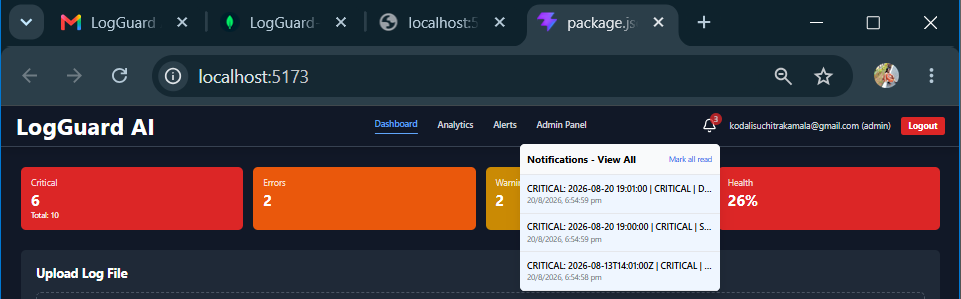 LogGuard
LogGuard-
localhost:5
package.js
localhost:5173
LogGuard AI
Dashboard
Analytics
Alerts
Admin Panel
3
kodalisuchitrakamala@gmail.com (admin)
Logout
Critical
6
Total: 10
Errors
2
Warnin
2
Health
26%
Notifications - View All
Mark all read
CRITICAL: 2026-08-20 19:01:00 | CRITICAL | D...
20/8/2026, 6:54:59 pm
CRITICAL: 2026-08-20 19:00:00 | CRITICAL | S...
20/8/2026, 6:54:59 pm
CRITICAL: 2026-08-13T14:01:00Z | CRITICAL | ...
20/8/2026, 6:54:58 pm
Upload Log File